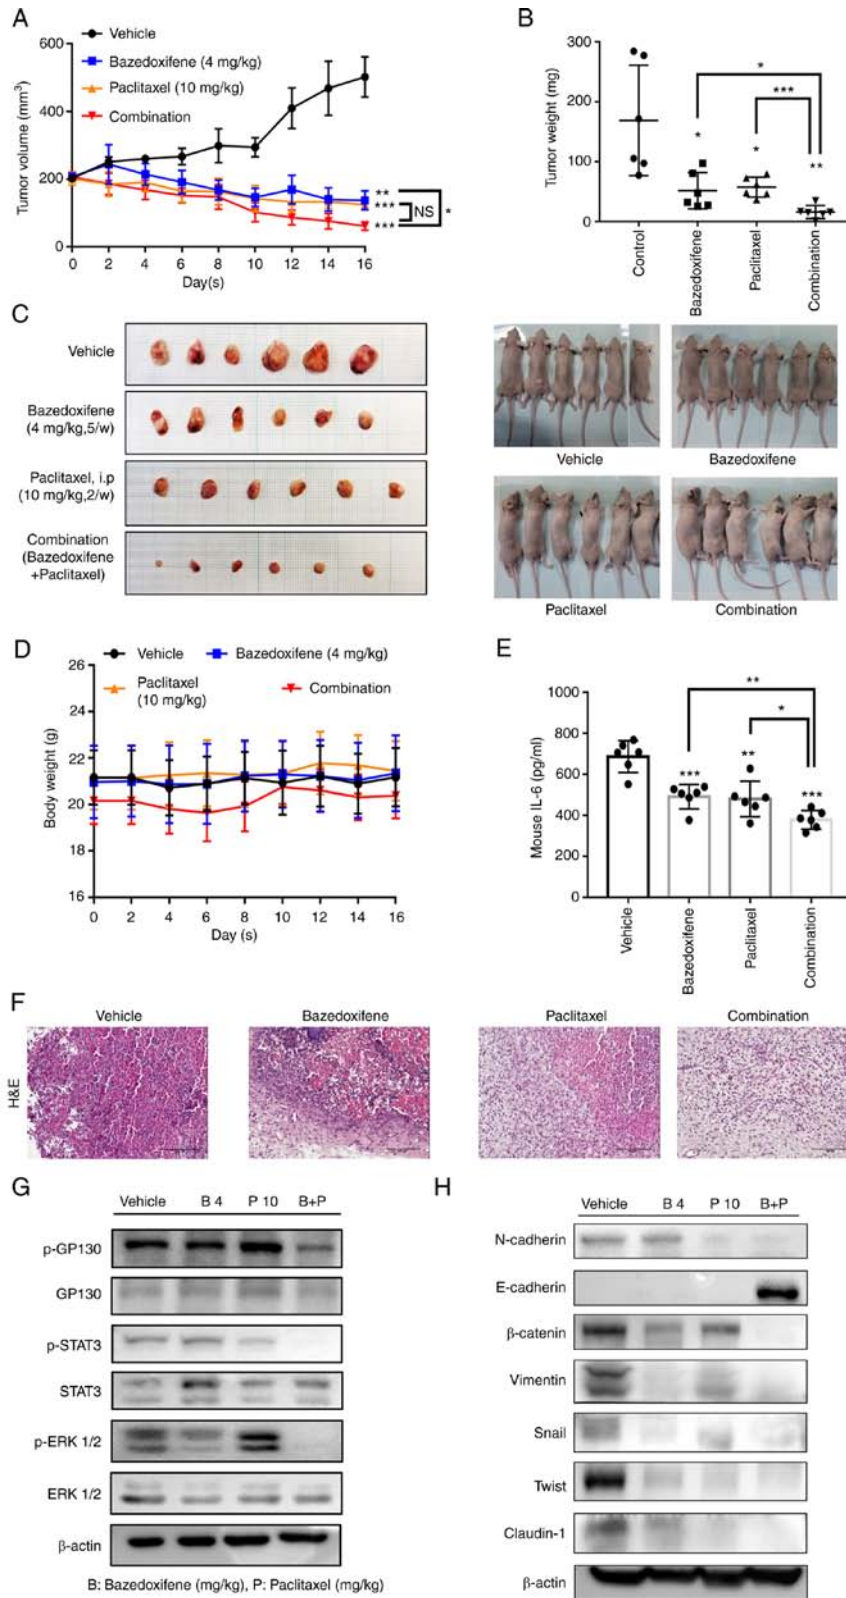 A
Vehicle
Bazedoxifene (4 mg/kg)
Paclitaxel (10 mg/kg)
Combination
Tumor volume (mm³)
600
400
200
0
**
***
NS
*
***
0 2 4 6 8 10 12 14 16
Day(s)
B
Tumor weight (mg)
300
200
100
0
*
***
*
*
**
Control
Bazedoxifene
Paclitaxel
Combination
C
Vehicle
Bazedoxifene
(4 mg/kg,5/w)
Paclitaxel, i.p
(10 mg/kg,2/w)
Combination
(Bazedoxifene
+Paclitaxel)
Vehicle
Bazedoxifene
Paclitaxel
Combination
D
Vehicle
Bazedoxifene (4 mg/kg)
Paclitaxel
(10 mg/kg)
Combination
Body weight (g)
26
24
22
20
18
16
0 2 4 6 8 10 12 14 16
Day (s)
E
Mouse IL-6 (pg/ml)
1000
800
600
400
200
0
**
*
***
**
***
Vehicle
Bazedoxifene
Paclitaxel
Combination
F
Vehicle
Bazedoxifene
Paclitaxel
Combination
H&E
G
Vehicle B 4 P 10 B+P
p-GP130
GP130
p-STAT3
STAT3
p-ERK 1/2
ERK 1/2
β-actin
B: Bazedoxifene (mg/kg), P: Paclitaxel (mg/kg)
H
Vehicle B 4 P 10 B+P
N-cadherin
E-cadherin
β-catenin
Vimentin
Snail
Twist
Claudin-1
β-actin